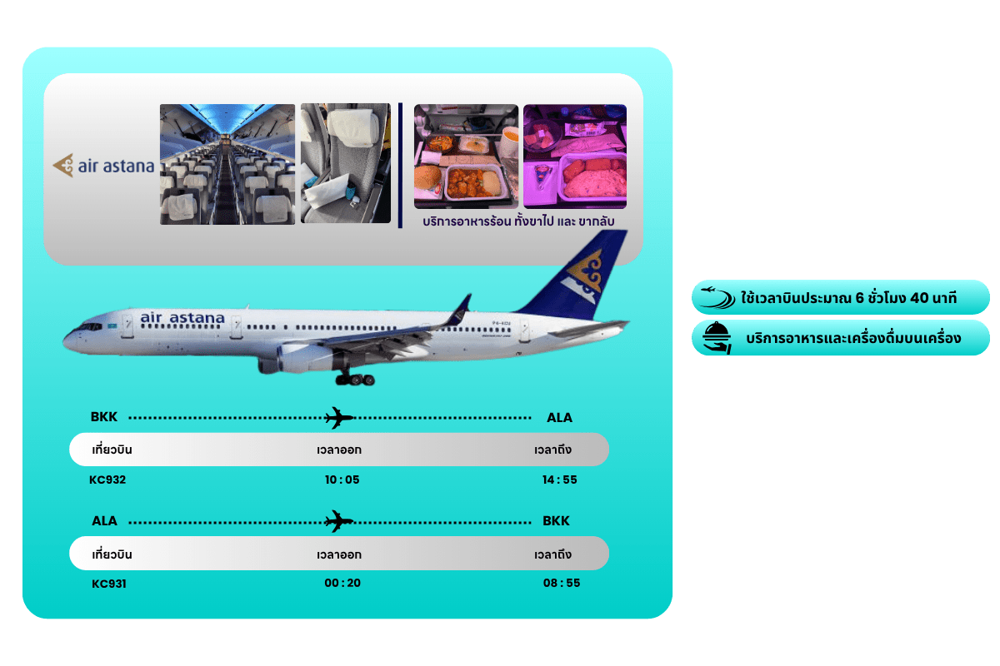 air astana
บริการอาหารร้อน ทั้งขาไป และ ขากลับ
air astana
BKK ALA
เที่ยวบิน เวลาออก เวลาถึง
KC932 10 : 05 14 : 55
ALA BKK
เที่ยวบิน เวลาออก เวลาถึง
KC931 00 : 20 08 : 55
ใช้เวลาบินประมาณ 6 ชั่วโมง 40 นาที
บริการอาหารและเครื่องดื่มบนเครื่อง